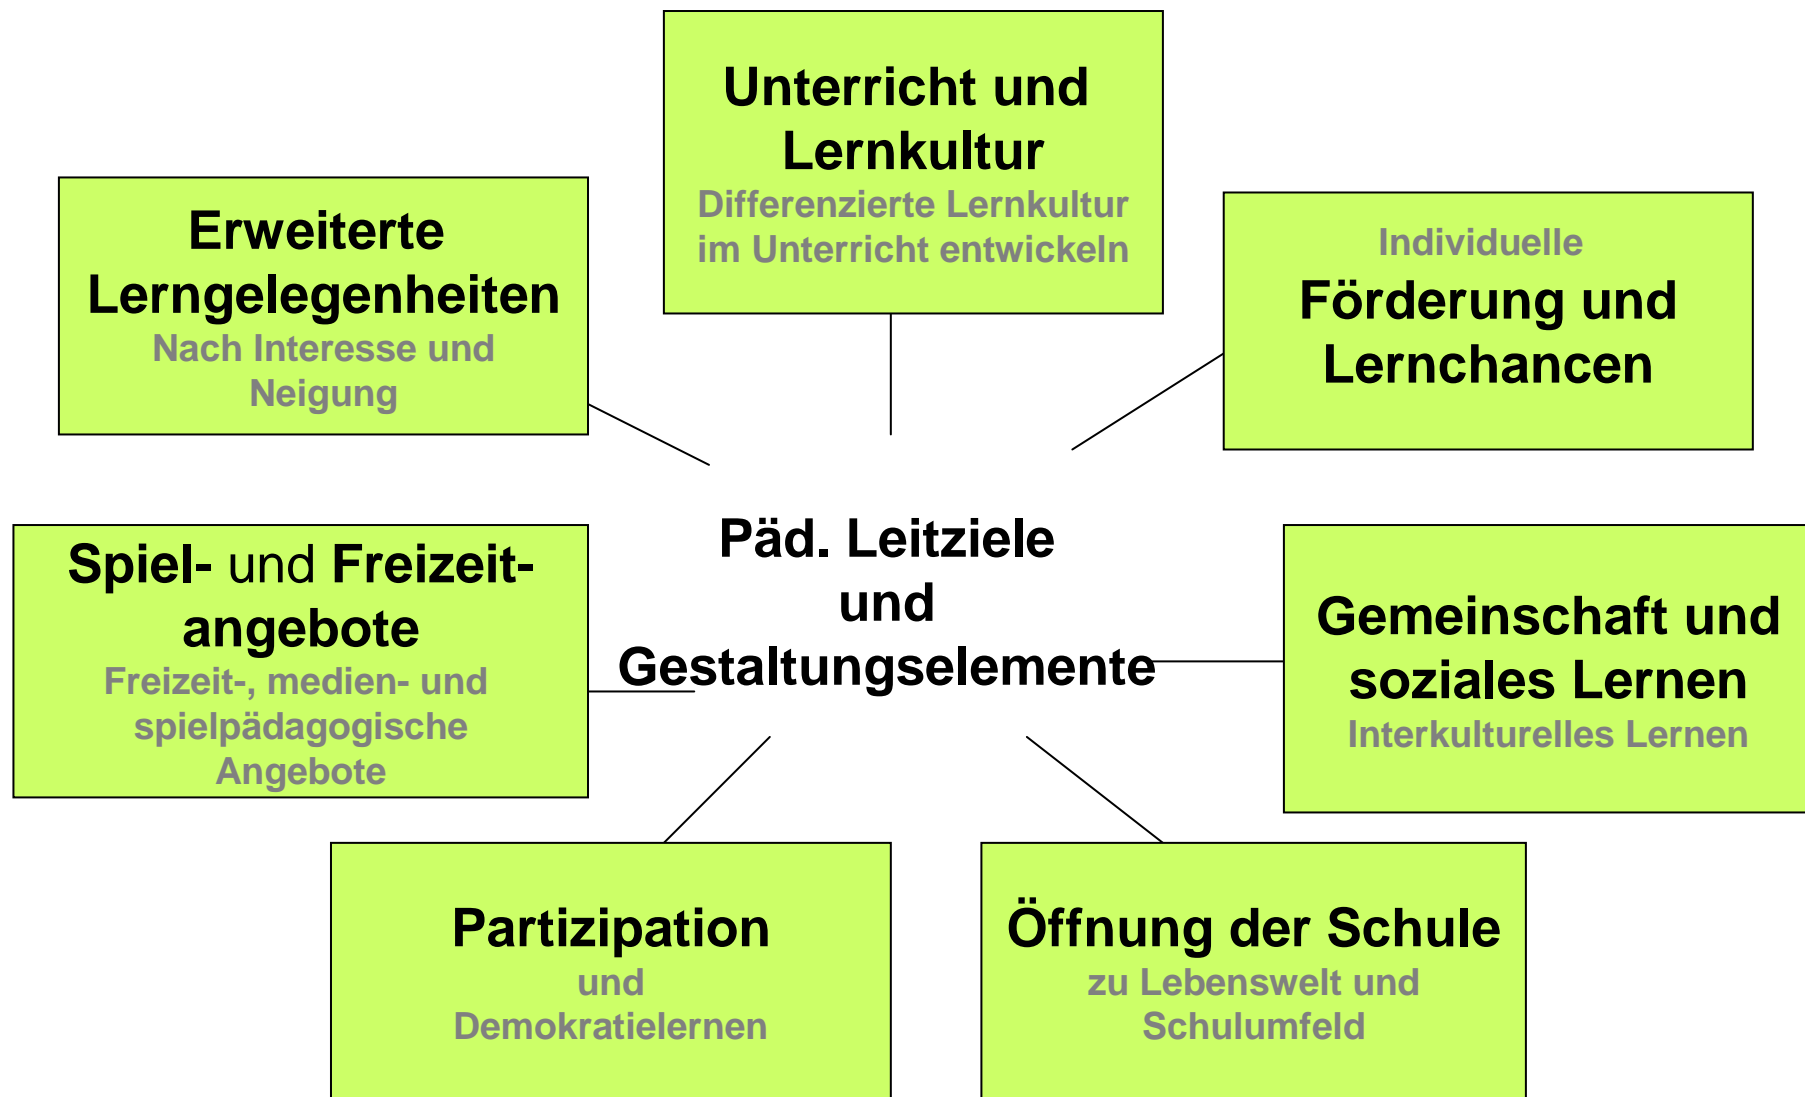 Unterricht und
Lernkultur
Differenzierte Lernkultur
im Unterricht entwickeln
Erweiterte
Lerngelegenheiten
Nach Interesse und
Neigung
Individuelle
Förderung und
Lernchancen
Päd. Leitziele
und
Gestaltungselemente
Spiel- und Freizeit-
angebote
Freizeit-, medien- und
spielpädagogische
Angebote
Gemeinschaft und
soziales Lernen
Interkulturelles Lernen
Partizipation
und
Demokratielernen
Öffnung der Schule
zu Lebenswelt und
Schulumfeld